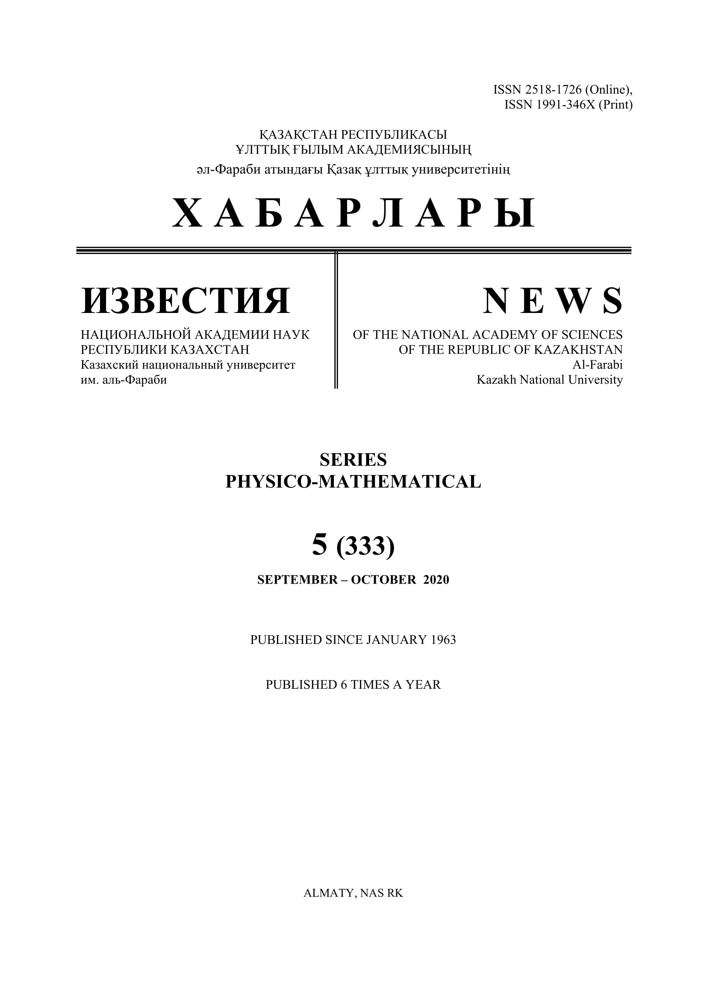 ISSN 2518-1726 (Online),
ISSN 1991-346X (Print)
ҚАЗАҚСТАН РЕСПУБЛИКАСЫ
ҰЛТТЫҚ ҒЫЛЫМ АКАДЕМИЯСЫНЫҢ
әл-Фараби атындағы Қазақ ұлттық университетінің
Х А Б А Р Л А Р Ы
ИЗВЕСТИЯ
НАЦИОНАЛЬНОЙ АКАДЕМИИ НАУК
РЕСПУБЛИКИ КАЗАХСТАН
Казахский национальный университет
им. аль-Фараби
N E W S
OF THE NATIONAL ACADEMY OF SCIENCES
OF THE REPUBLIC OF KAZAKHSTAN
Al-Farabi
Kazakh National University
SERIES
PHYSICO-MATHEMATICAL
5 (333)
SEPTEMBER – OCTOBER 2020
PUBLISHED SINCE JANUARY 1963
PUBLISHED 6 TIMES A YEAR
ALMATY, NAS RK